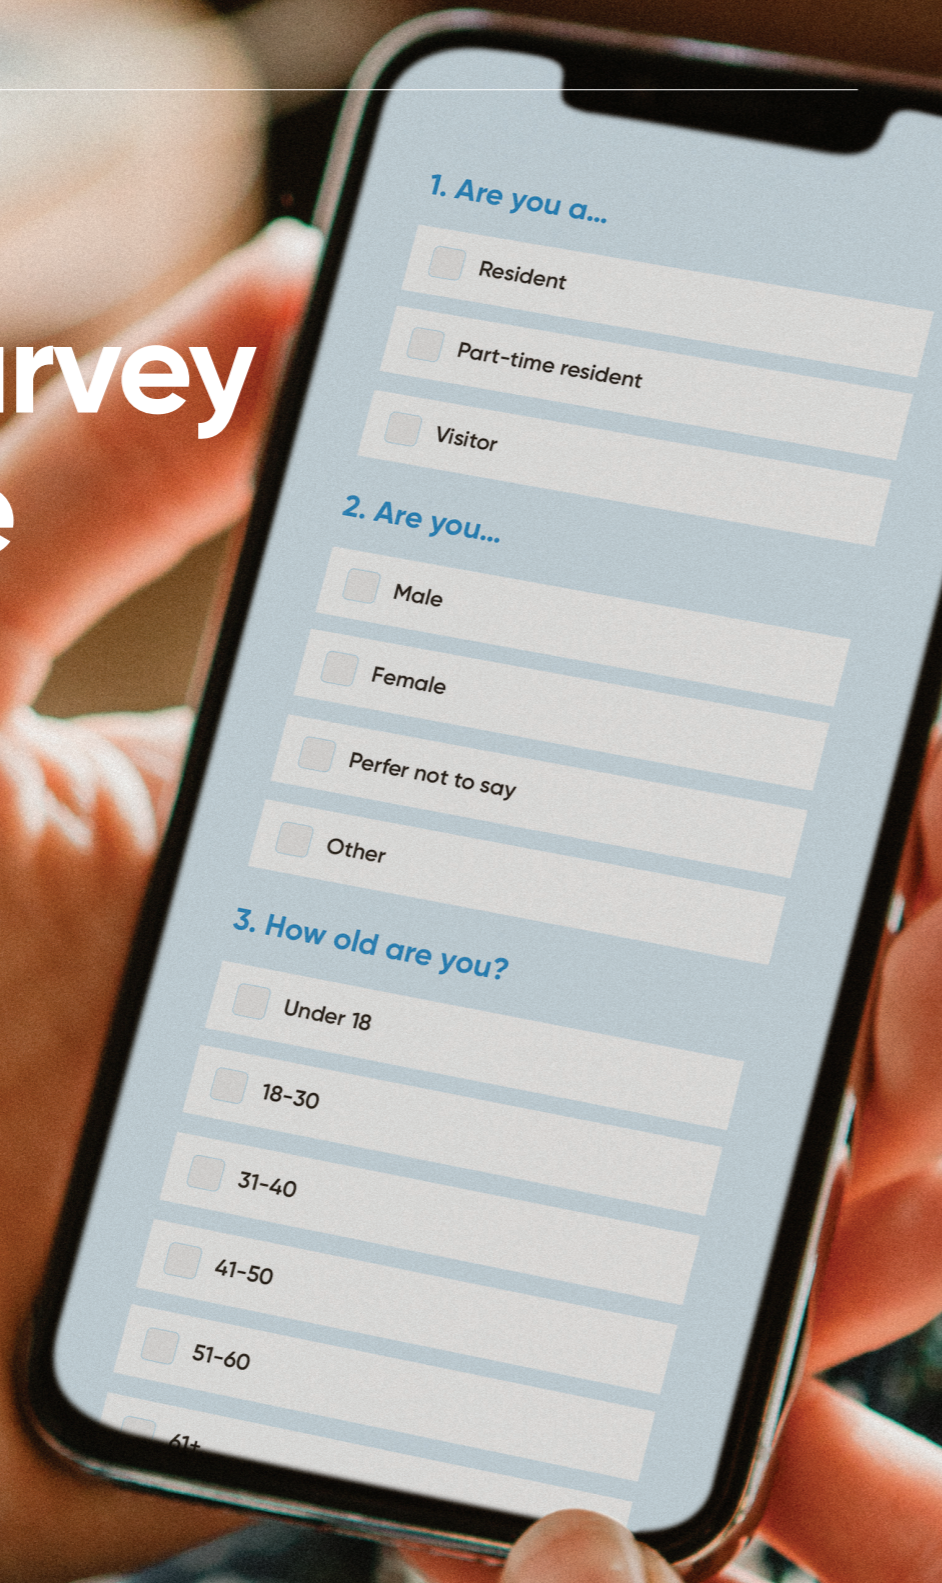 1. Are you a...
Resident
Part-time resident
Visitor
2. Are you...
Male
Female
Perfer not to say
Other
3. How old are you?
Under 18
18-30
31-40
41-50
51-60
61+